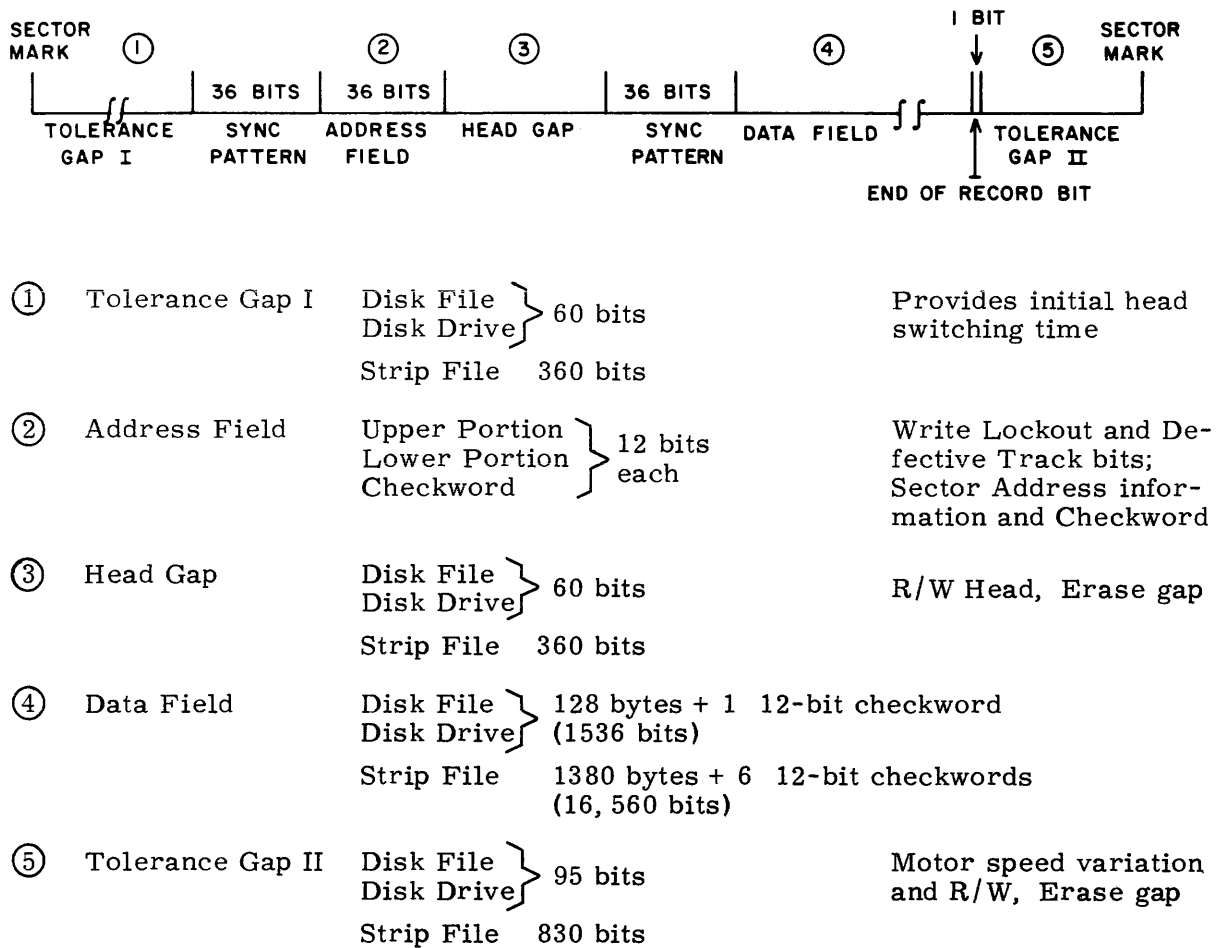 SECTOR MARK ① ② ③ ④ 1 BIT ⑤ SECTOR MARK
36 BITS 36 BITS 36 BITS
TOLERANCE GAP I SYNC PATTERN ADDRESS FIELD HEAD GAP SYNC PATTERN DATA FIELD TOLERANCE GAP II
END OF RECORD BIT
① Tolerance Gap I Disk File Provides initial head
Disk Drive 60 bits switching time
Strip File 360 bits
② Address Field Upper Portion Write Lockout and De-
Lower Portion 12 bits fective Track bits;
Checkword each Sector Address infor-
mation and Checkword
③ Head Gap Disk File
Disk Drive 60 bits R/W Head, Erase gap
Strip File 360 bits
④ Data Field Disk File 128 bytes + 1 12-bit checkword
Disk Drive (1536 bits)
Strip File 1380 bytes + 6 12-bit checkwords
(16,560 bits)
⑤ Tolerance Gap II Disk File Motor speed variation
Disk Drive 95 bits and R/W, Erase gap
Strip File 830 bits